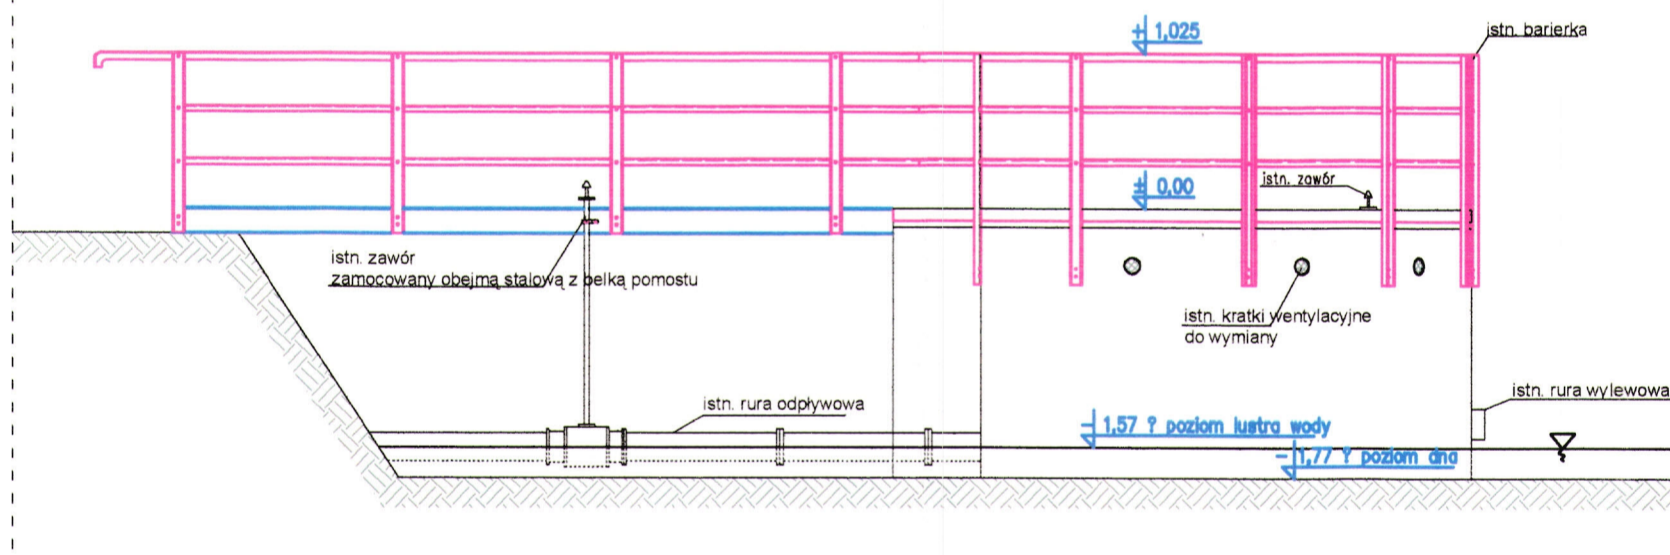 + 1,025
istn. barierka
± 0,00
istn. zawór
istn. zawór
zamocowany obejmą stalową z belką pomostu
istn. kratki wentylacyjne
do wymiany
istn. rura odpływowa
istn. rura wylewowa
- 1,57 ? poziom lustra wody
- 1,77 ? poziom dna